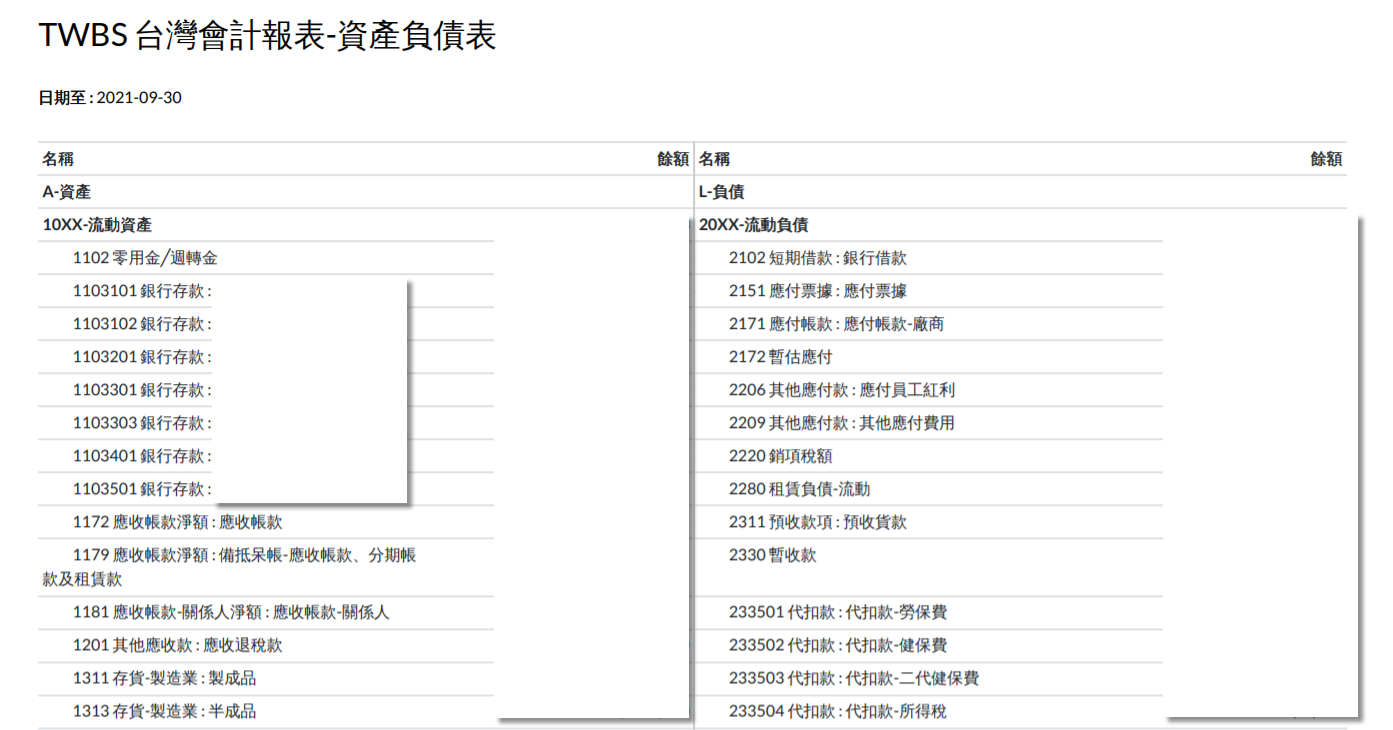 TWBS 台灣會計報表-資產負債表
日期至 : 2021-09-30
名稱 餘額 名稱 餘額
A-資產 L-負債
10XX-流動資產 20XX-流動負債
1102 零用金/週轉金 2102 短期借款 : 銀行借款
1103101 銀行存款 : 2151 應付票據 : 應付票據
1103102 銀行存款 : 2171 應付帳款 : 應付帳款-廠商
1103201 銀行存款 : 2172 暫估應付
1103301 銀行存款 : 2206 其他應付款 : 應付員工紅利
1103303 銀行存款 : 2209 其他應付款 : 其他應付費用
1103401 銀行存款 : 2220 銷項稅額
1103501 銀行存款 : 2280 租賃負債-流動
1172 應收帳款淨額 : 應收帳款 2311 預收款項 : 預收貨款
1179 應收帳款淨額 : 備抵呆帳-應收帳款、分期帳 2330 暫收款
款及租賃款
1181 應收帳款-關係人淨額 : 應收帳款-關係人 233501 代扣款 : 代扣款-勞保費
1201 其他應收款 : 應收退稅款 233502 代扣款 : 代扣款-健保費
1311 存貨-製造業 : 製成品 233503 代扣款 : 代扣款-二代健保費
1313 存貨-製造業 : 半成品 233504 代扣款 : 代扣款-所得稅